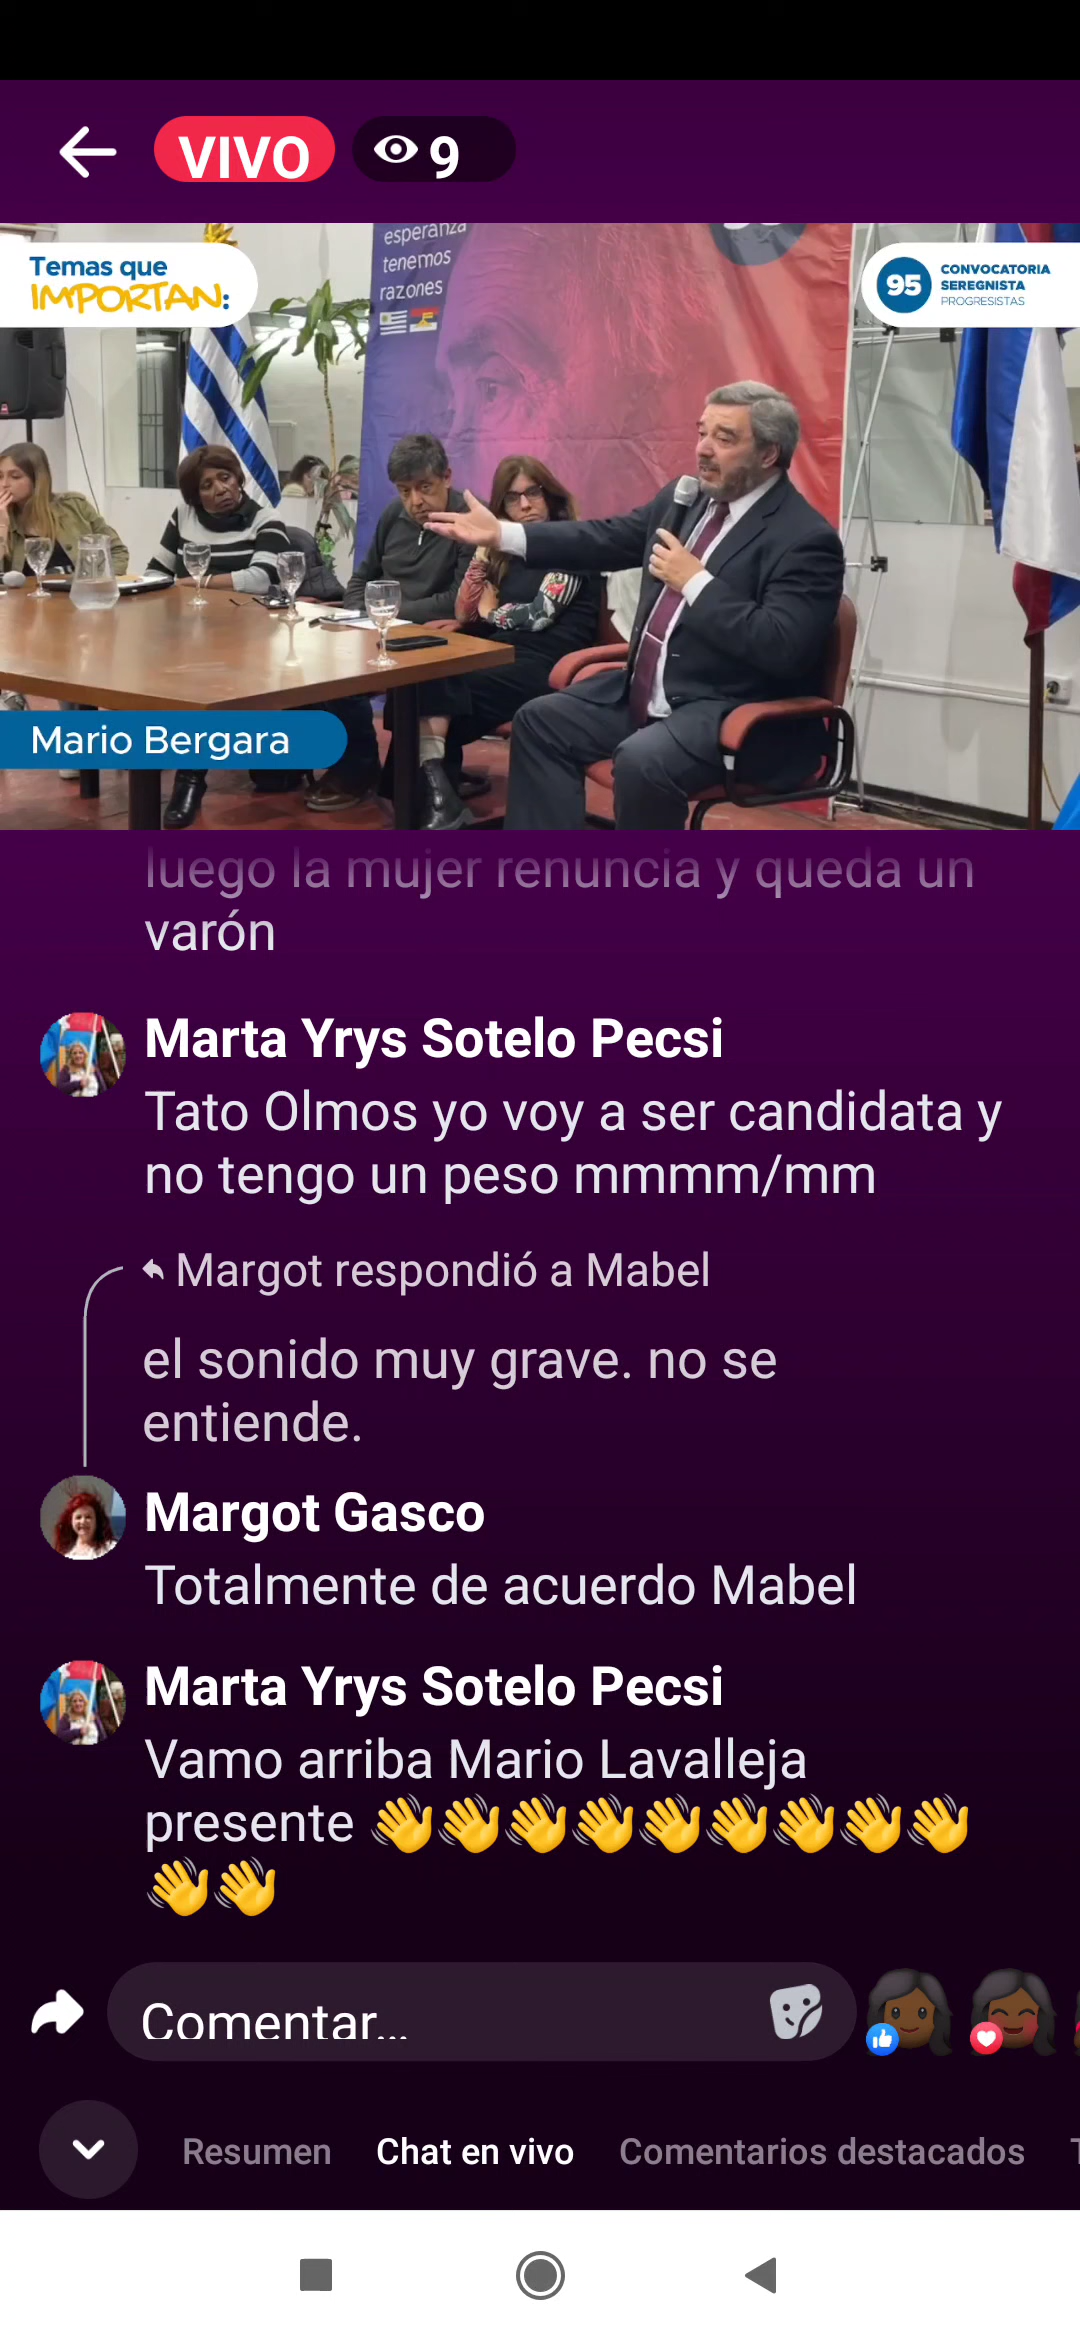 VIVO
9
Temas que
IMPORTAN:
esperanza
tenemos
razones
95
CONVOCATORIA
SEREGNISTA
PROGRESISTAS
Mario Bergara
luego la mujer renuncia y queda un
varón
Marta Yrys Sotelo Pecsi
Tato Olmos yo voy a ser candidata y
no tengo un peso mmmm/mm
Margot respondió a Mabel
el sonido muy grave. no se
entiende.
Margot Gasco
Totalmente de acuerdo Mabel
Marta Yrys Sotelo Pecsi
Vamo arriba Mario Lavalleja
presente 👋👋👋👋👋👋👋👋👋
👋👋
Comentar...
Resumen Chat en vivo Comentarios destacados